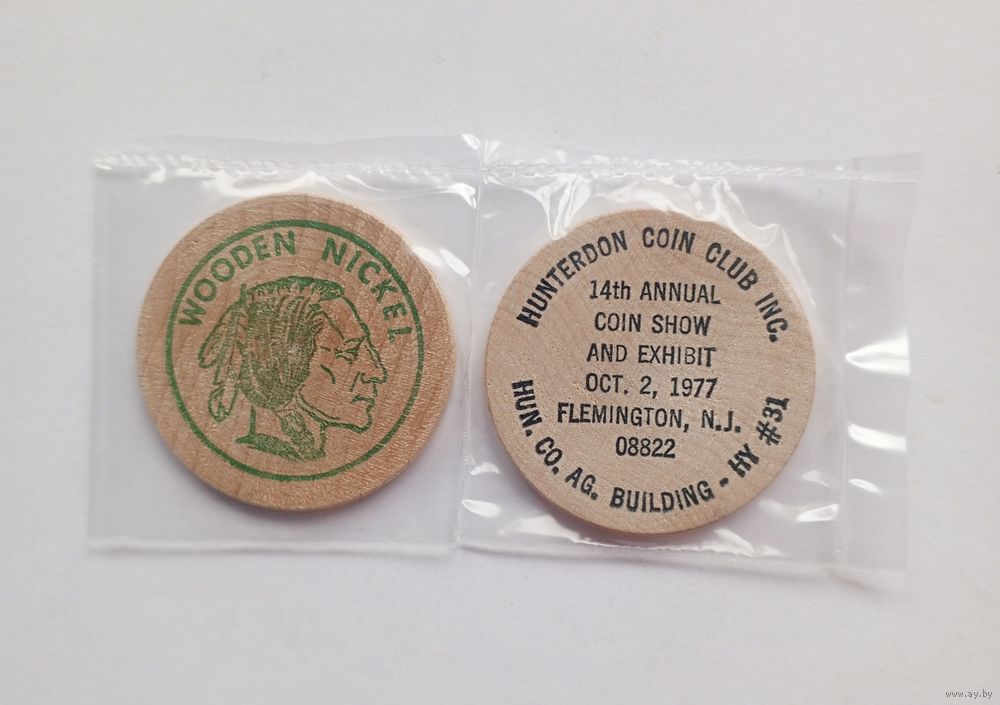 WOODEN NICKEL
HUNTERDON COIN CLUB INC.
14th ANNUAL
COIN SHOW
AND EXHIBIT
OCT. 2, 1977
FLEMINGTON, N.J.
08822
HUN. CO. AG. BUILDING - HY #31
www.ay.by